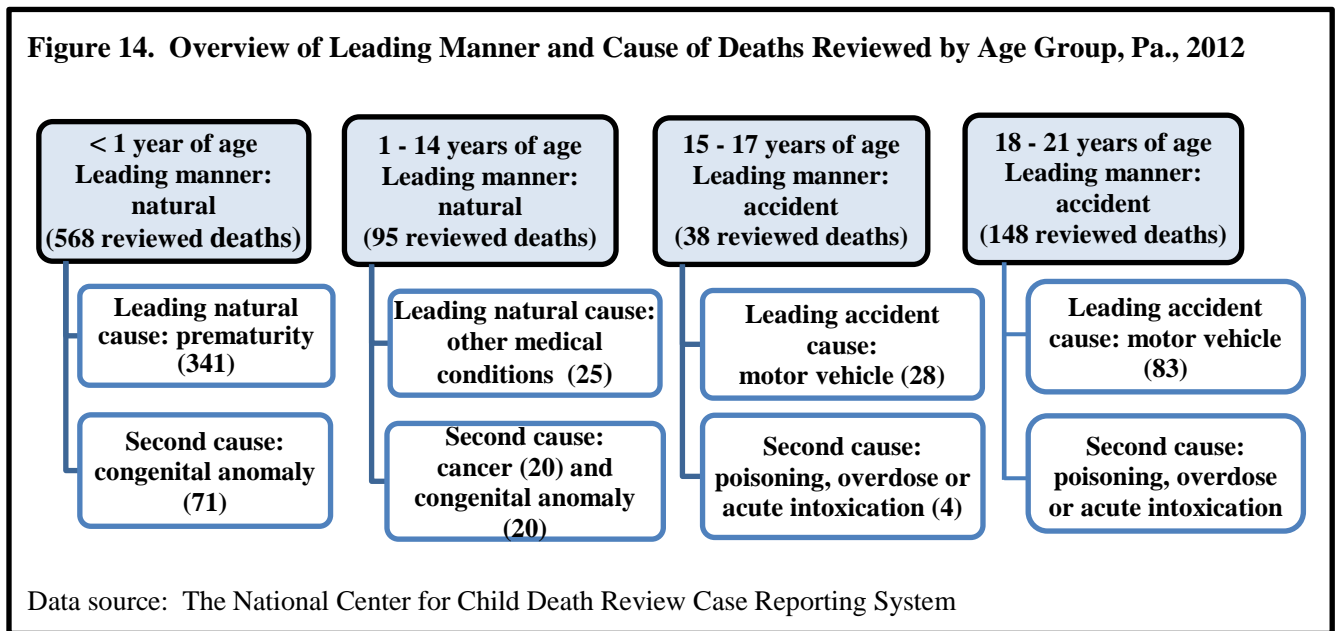 Figure 14.  Overview of Leading Manner and Cause of Deaths Reviewed by Age Group, Pa., 2012
< 1 year of age
Leading manner:
natural
(568 reviewed deaths)
Leading natural
cause: prematurity
(341)
Second cause:
congenital anomaly
(71)
1 - 14 years of age
Leading manner:
natural
(95 reviewed deaths)
Leading natural cause:
other medical
conditions  (25)
Second cause:
cancer (20) and
congenital anomaly
(20)
15 - 17 years of age
Leading manner:
accident
(38 reviewed deaths)
Leading accident
cause:
motor vehicle (28)
Second cause:
poisoning, overdose or
acute intoxication (4)
18 - 21 years of age
Leading manner:
accident
(148 reviewed deaths)
Leading accident
cause: motor vehicle
(83)
Second cause:
poisoning, overdose
or acute intoxication
Data source:  The National Center for Child Death Review Case Reporting System